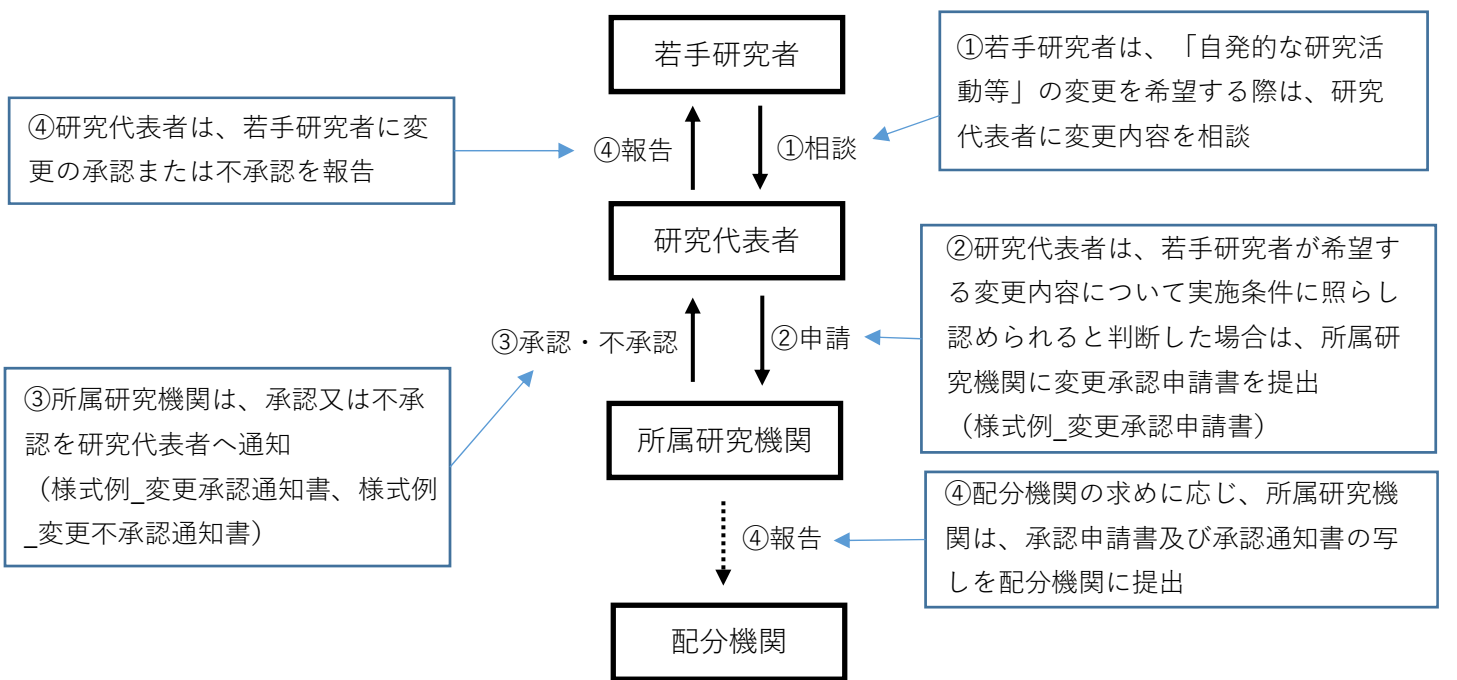 若手研究者
①若手研究者は、「自発的な研究活
動等」の変更を希望する際は、研究
代表者に変更内容を相談
④研究代表者は、若手研究者に変
更の承認または不承認を報告
④報告
①相談
研究代表者
②研究代表者は、若手研究者が希望す
る変更内容について実施条件に照らし
認められると判断した場合は、所属研
究機関に変更承認申請書を提出
（様式例_変更承認申請書）
③承認・不承認
②申請
③所属研究機関は、承認又は不承
認を研究代表者へ通知
（様式例_変更承認通知書、様式例
_変更不承認通知書）
所属研究機関
④配分機関の求めに応じ、所属研究機
関は、承認申請書及び承認通知書の写
しを配分機関に提出
④報告
配分機関